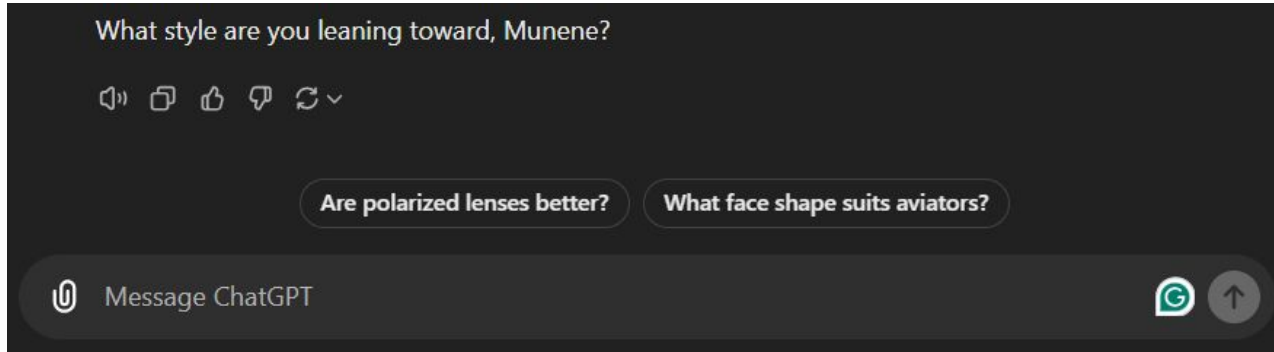 What style are you leaning toward, Munene?
Are polarized lenses better? What face shape suits aviators?
Message ChatGPT